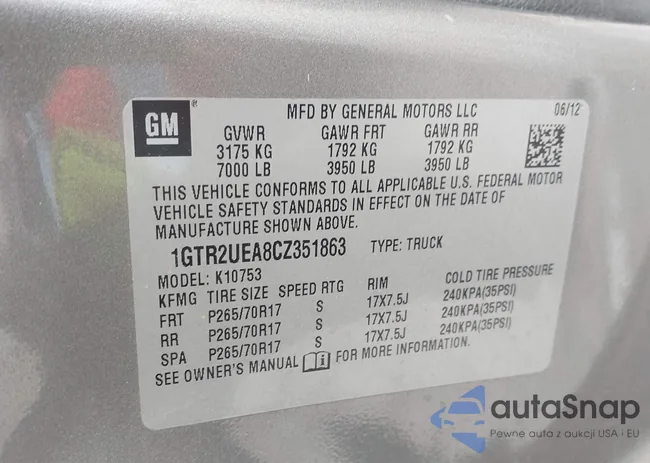 GM
MFD BY GENERAL MOTORS LLC 06/12
GVWR GAWR FRT GAWR RR
3175 KG 1792 KG 1792 KG
7000 LB 3950 LB 3950 LB
THIS VEHICLE CONFORMS TO ALL APPLICABLE U.S. FEDERAL MOTOR
VEHICLE SAFETY STANDARDS IN EFFECT ON THE DATE OF
MANUFACTURE SHOWN ABOVE.
1GTR2UEA8CZ351863 TYPE: TRUCK
MODEL: K10753
KFMG TIRE SIZE SPEED RTG RIM COLD TIRE PRESSURE
FRT P265/70R17 S 17X7.5J 240KPA(35PSI)
RR P265/70R17 S 17X7.5J 240KPA(35PSI)
SPA P265/70R17 S 17X7.5J 240KPA(35PSI)
SEE OWNER'S MANUAL i FOR MORE INFORMATION.
autaSnap
Pewne auta z aukcji USA i EU